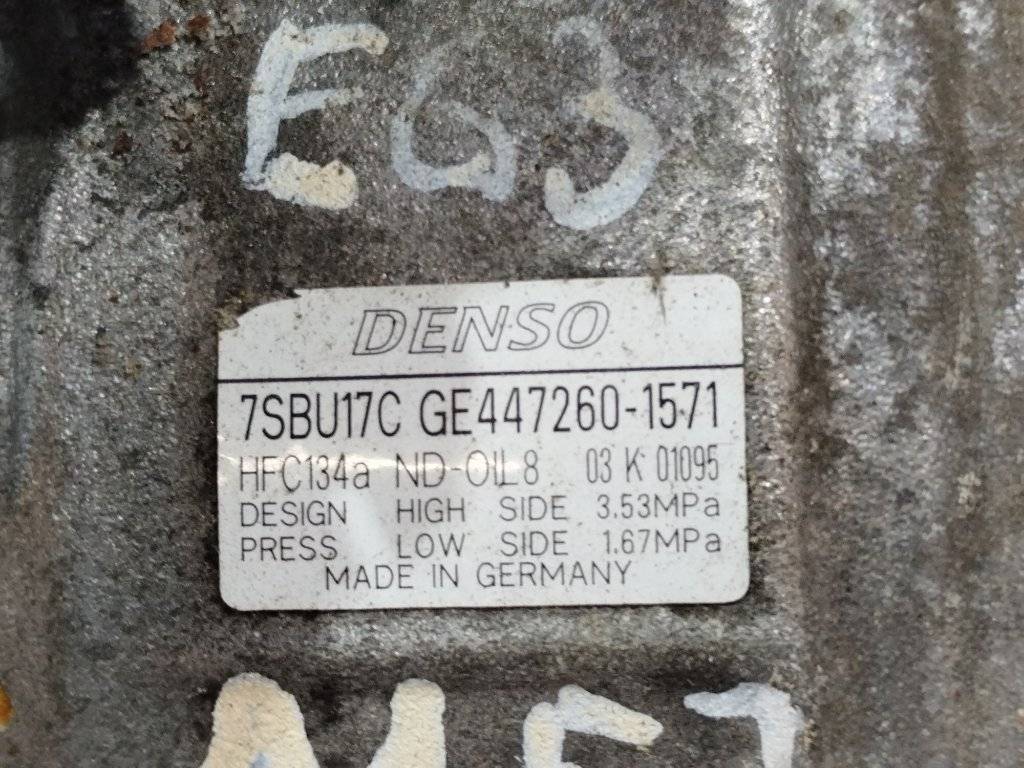 EG3
DENSO
7SBU17C GE447260-1571
HFC134a ND-OIL8 03 K 01095
DESIGN HIGH SIDE 3.53MPa
PRESS LOW SIDE 1.67MPa
MADE IN GERMANY